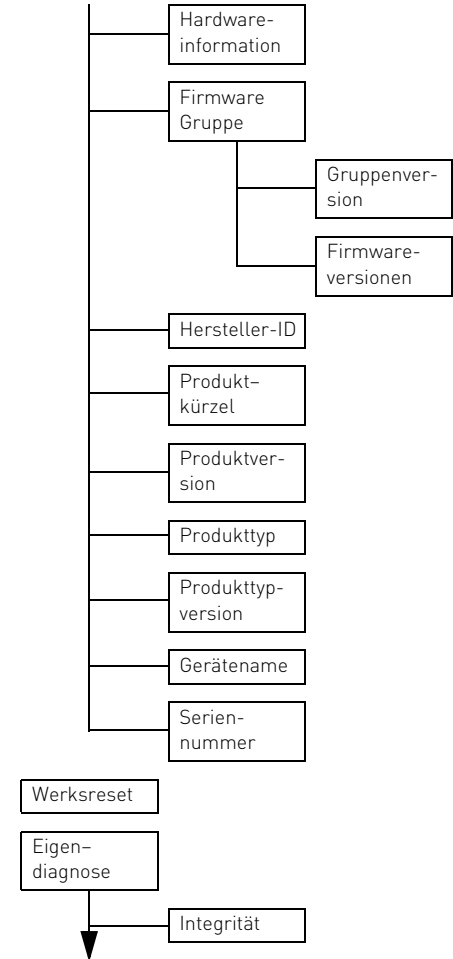 Hardware-
information
Firmware
Gruppe
Gruppenver-
sion
Firmware-
versionen
Hersteller-ID
Produkt–
kürzel
Produktver-
sion
Produkttyp
Produkttyp-
version
Gerätename
Serien-
nummer
Werksreset
Eigen–
diagnose
Integrität